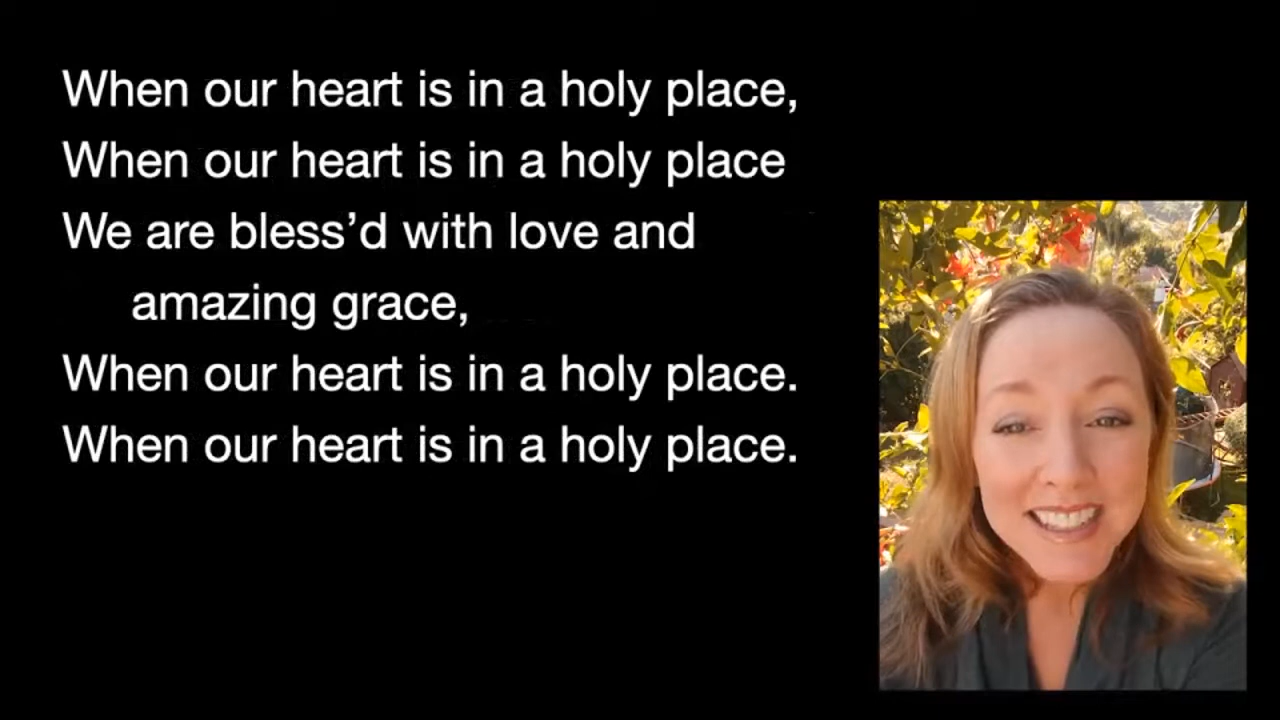 When our heart is in a holy place,
When our heart is in a holy place
We are bless’d with love and
amazing grace,
When our heart is in a holy place.
When our heart is in a holy place.